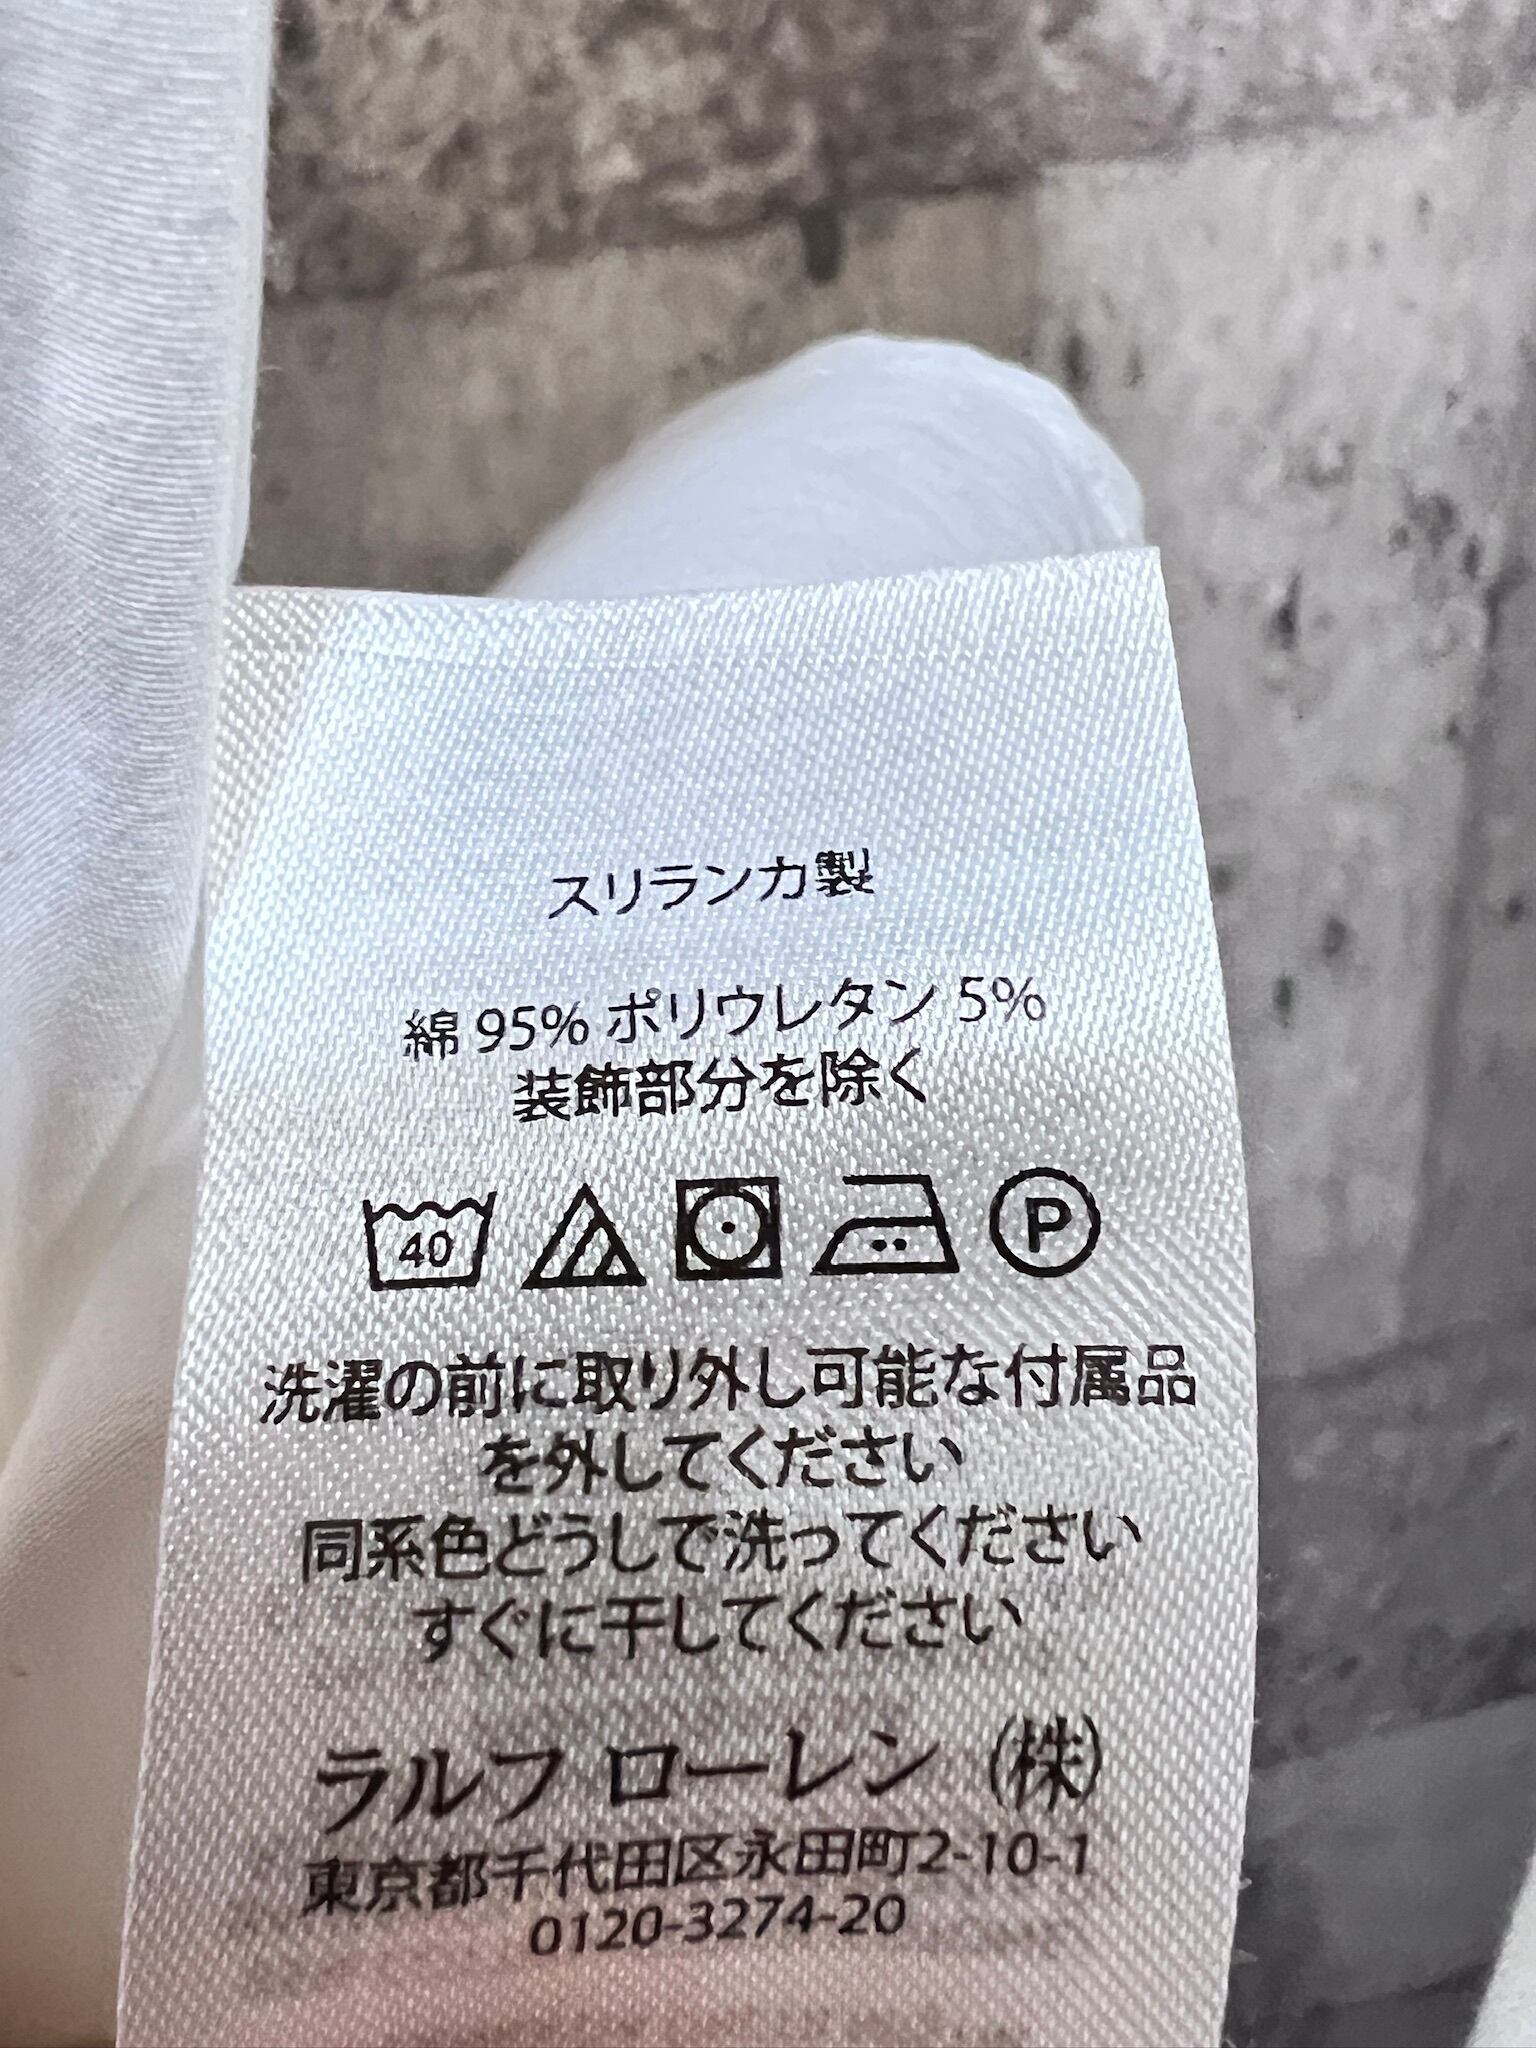 スリランカ製
綿 95% ポリウレタン 5%
装飾部分を除く
40 P
洗濯の前に取り外し可能な付属品
を外してください
同系色どうしで洗ってください
すぐに干してください
ラルフ ローレン (株)
東京都千代田区永田町2-10-1
0120-3274-20